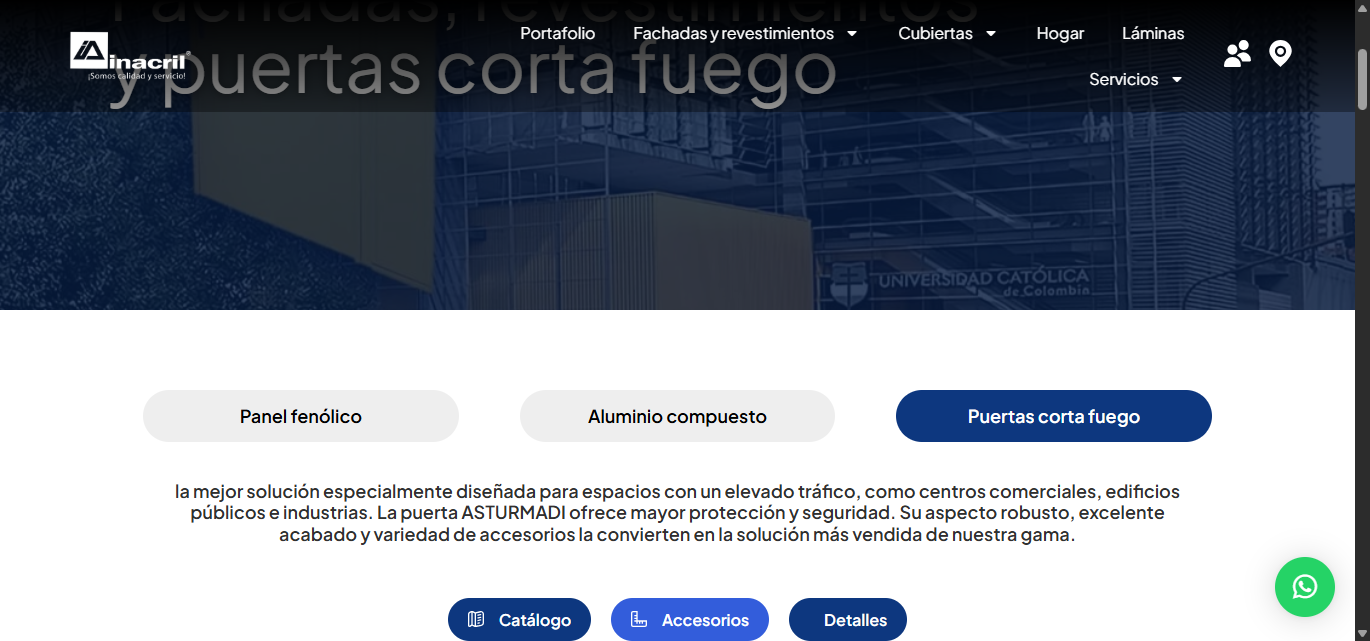 Fachadas, revestimientos
y puertas corta fuego
inacril
¡Somos calidad y servicio!
Portafolio
Fachadas y revestimientos
Cubiertas
Hogar
Láminas
Servicios
UNIVERSIDAD CATÓLICA
de Colombia
Panel fenólico
Aluminio compuesto
Puertas corta fuego
la mejor solución especialmente diseñada para espacios con un elevado tráfico, como centros comerciales, edificios
públicos e industrias. La puerta ASTURMADI ofrece mayor protección y seguridad. Su aspecto robusto, excelente
acabado y variedad de accesorios la convierten en la solución más vendida de nuestra gama.
Catálogo
Accesorios
Detalles